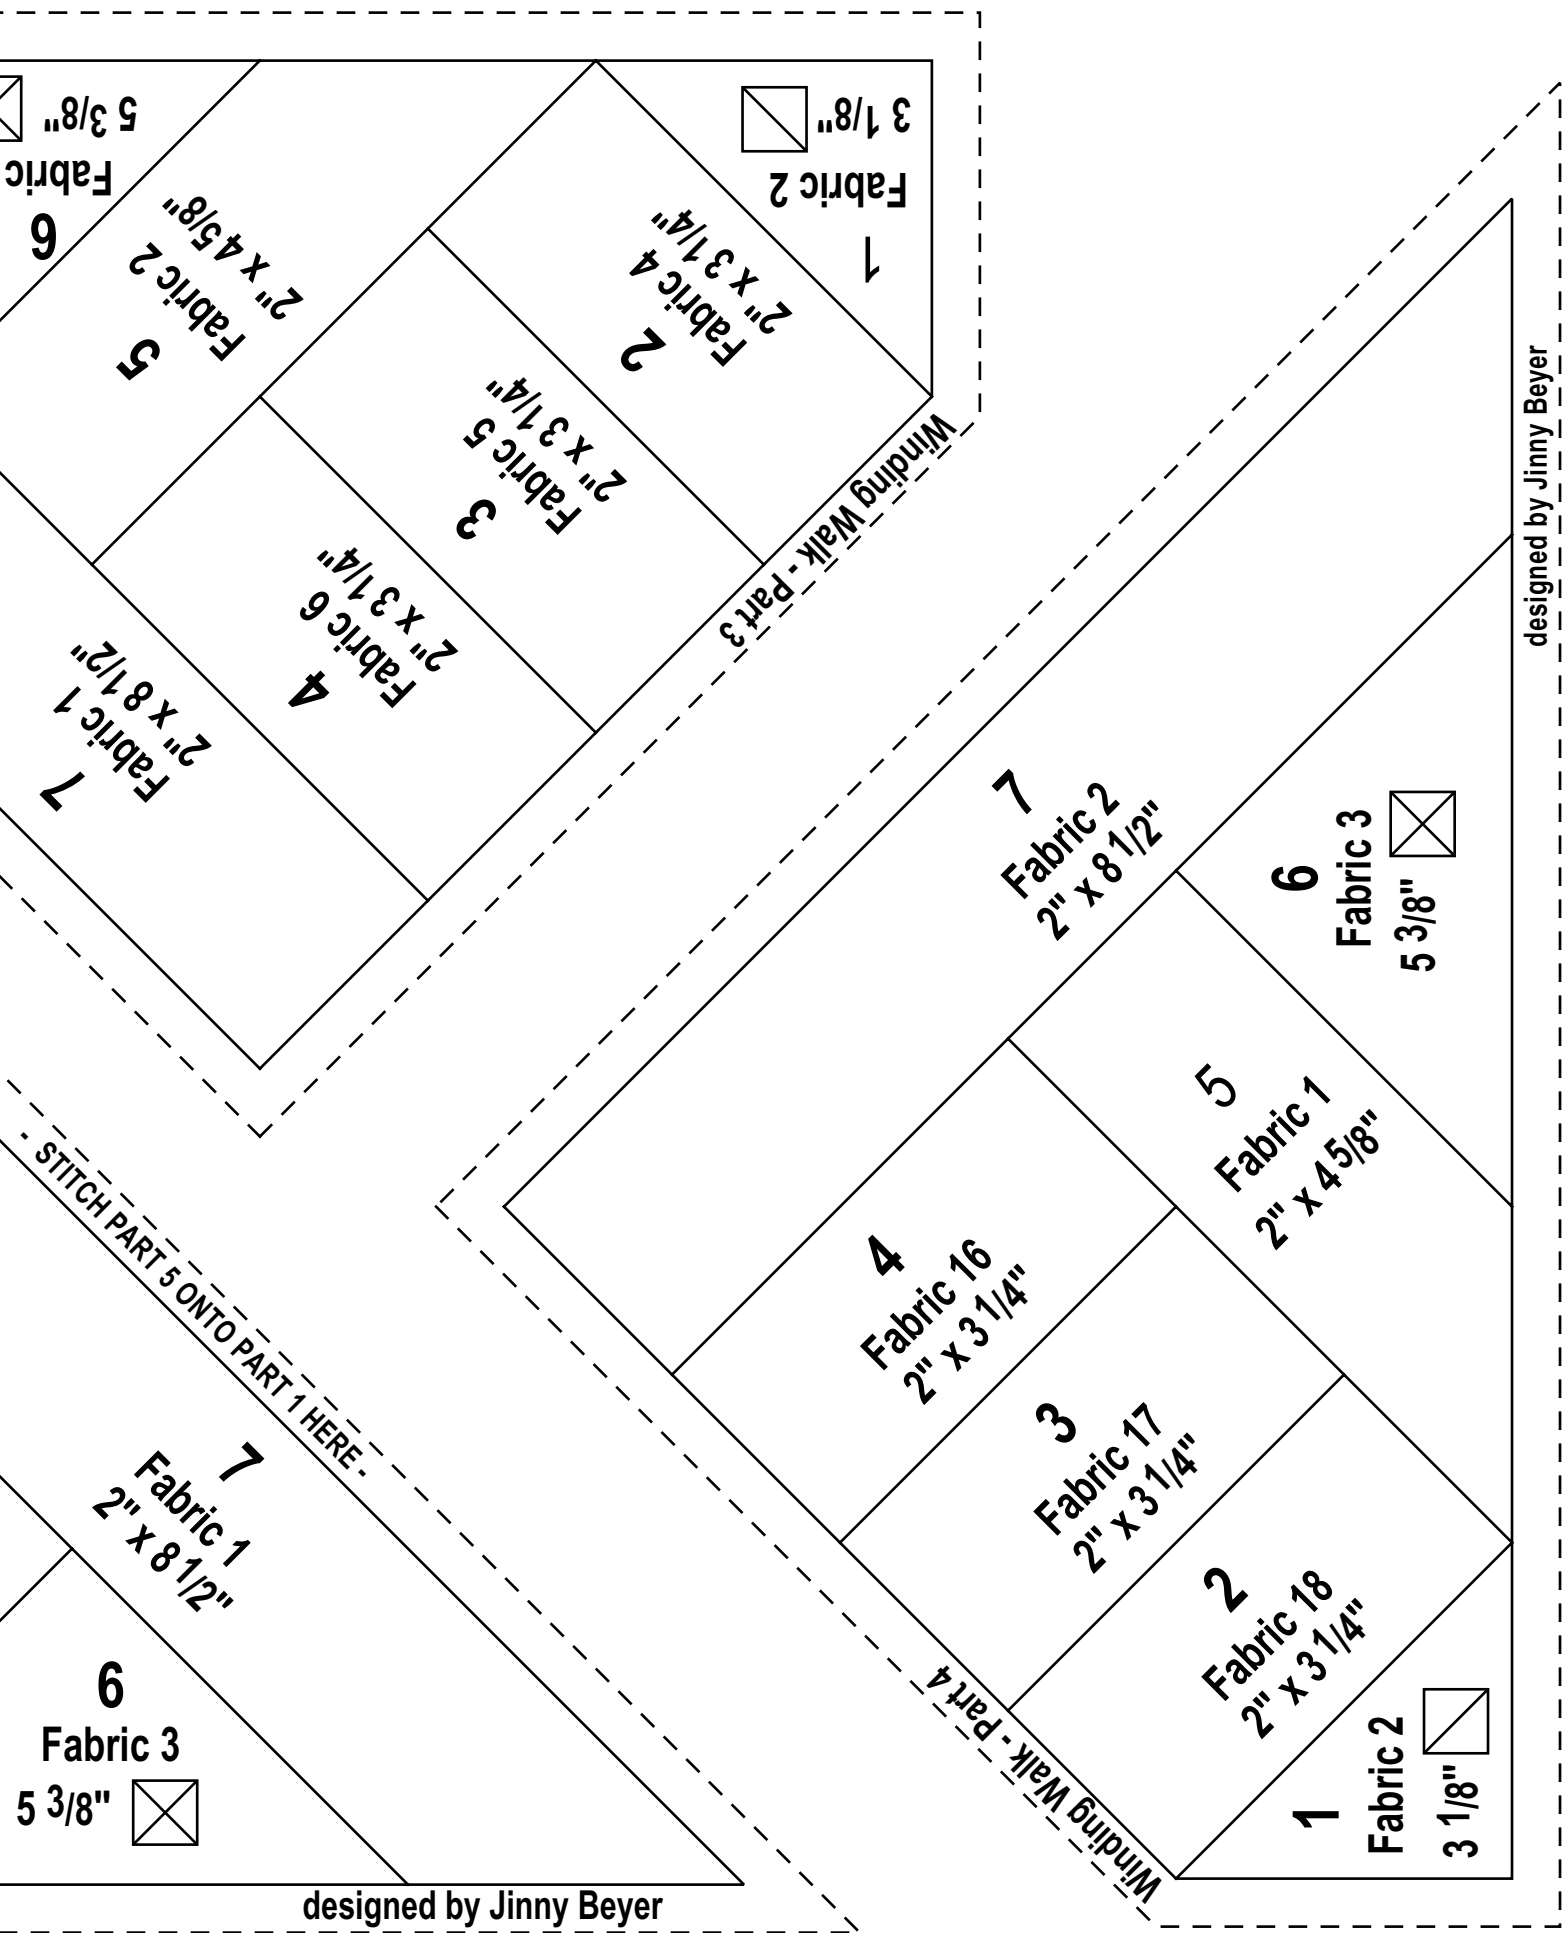 5 3/8"
Fabric
6
5
Fabric 2
2" x 4 5/8"
1
Fabric 2
3 1/8"
2
Fabric 4
2" x 3 1/4"
3
Fabric 5
2" x 3 1/4"
4
Fabric 6
2" x 3 1/4"
7
Fabric 1
2" x 8 1/2"
Winding Walk - Part 3
designed by Jinny Beyer
7
Fabric 2
2" x 8 1/2"
6
Fabric 3
5 3/8"
5
Fabric 1
2" x 4 5/8"
4
Fabric 16
2" x 3 1/4"
3
Fabric 17
2" x 3 1/4"
2
Fabric 18
2" x 3 1/4"
1
Fabric 2
3 1/8"
Winding Walk - Part 4
- STITCH PART 5 ONTO PART 1 HERE -
7
Fabric 1
2" x 8 1/2"
6
Fabric 3
5 3/8"
designed by Jinny Beyer